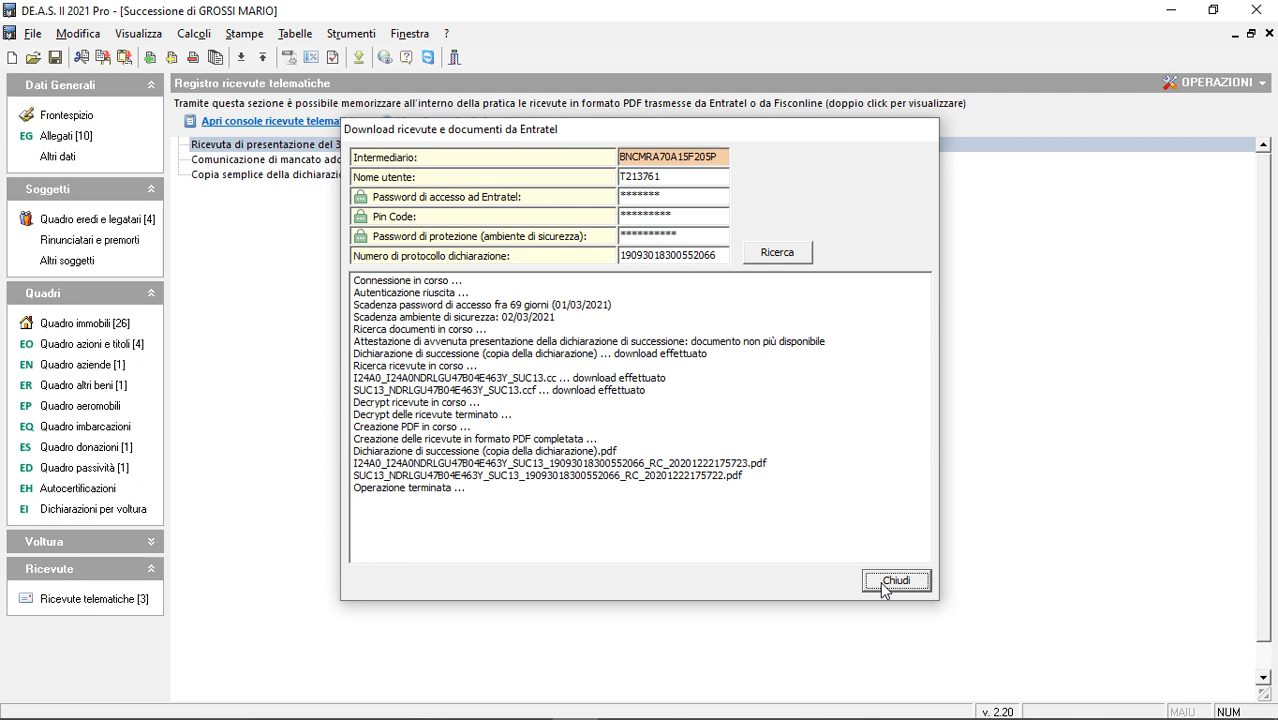 DE.A.S. II 2021 Pro - [Successione di GROSSI MARIO]
File Modifica Visualizza Calcoli Stampe Tabelle Strumenti Finestra ?
Dati Generali
Frontespizio
EG Allegati [10]
Altri dati
Soggetti
Quadro eredi e legatari [4]
Rinunciatari e premorti
Altri soggetti
Quadri
Quadro immobili [26]
EO Quadro azioni e titoli [4]
EN Quadro aziende [1]
ER Quadro altri beni [1]
EP Quadro aeromobili
EQ Quadro imbarcazioni
ES Quadro donazioni [1]
ED Quadro passività [1]
EH Autocertificazioni
EI Dichiarazioni per voltura
Voltura
Ricevute
Ricevute telematiche [3]
Registro ricevute telematiche
OPERAZIONI
Tramite questa sezione è possibile memorizzare all'interno della pratica le ricevute in formato PDF trasmesse da Entratel o da Fisconline (doppio click per visualizzare)
Apri console ricevute telema
Ricevuta di presentazione del 3
Comunicazione di mancato ado
Copia semplice della dichiarazio
Download ricevute e documenti da Entratel
Intermediario: BNCMRA70A15F205P
Nome utente: T213761
Password di accesso ad Entratel: *******
Pin Code: *********
Password di protezione (ambiente di sicurezza): **********
Numero di protocollo dichiarazione: 19093018300552066
Ricerca
Connessione in corso ...
Autenticazione riuscita ...
Scadenza password di accesso fra 69 giorni (01/03/2021)
Scadenza ambiente di sicurezza: 02/03/2021
Ricerca documenti in corso ...
Attestazione di avvenuta presentazione della dichiarazione di successione: documento non più disponibile
Dichiarazione di successione (copia della dichiarazione) ... download effettuato
Ricerca ricevute in corso ...
I24A0_I24A0NDRLGU47B04E463Y_SUC13.cc ... download effettuato
SUC13_NDRLGU47B04E463Y_SUC13.ccf ... download effettuato
Decrypt ricevute in corso ...
Decrypt delle ricevute terminato ...
Creazione PDF in corso ...
Creazione delle ricevute in formato PDF completata ...
Dichiarazione di successione (copia della dichiarazione).pdf
I24A0_I24A0NDRLGU47B04E463Y_SUC13_19093018300552066_RC_20201222175723.pdf
SUC13_NDRLGU47B04E463Y_SUC13_19093018300552066_RC_20201222175722.pdf
Operazione terminata ...
Chiudi
v. 2.20
MAIU
NUM